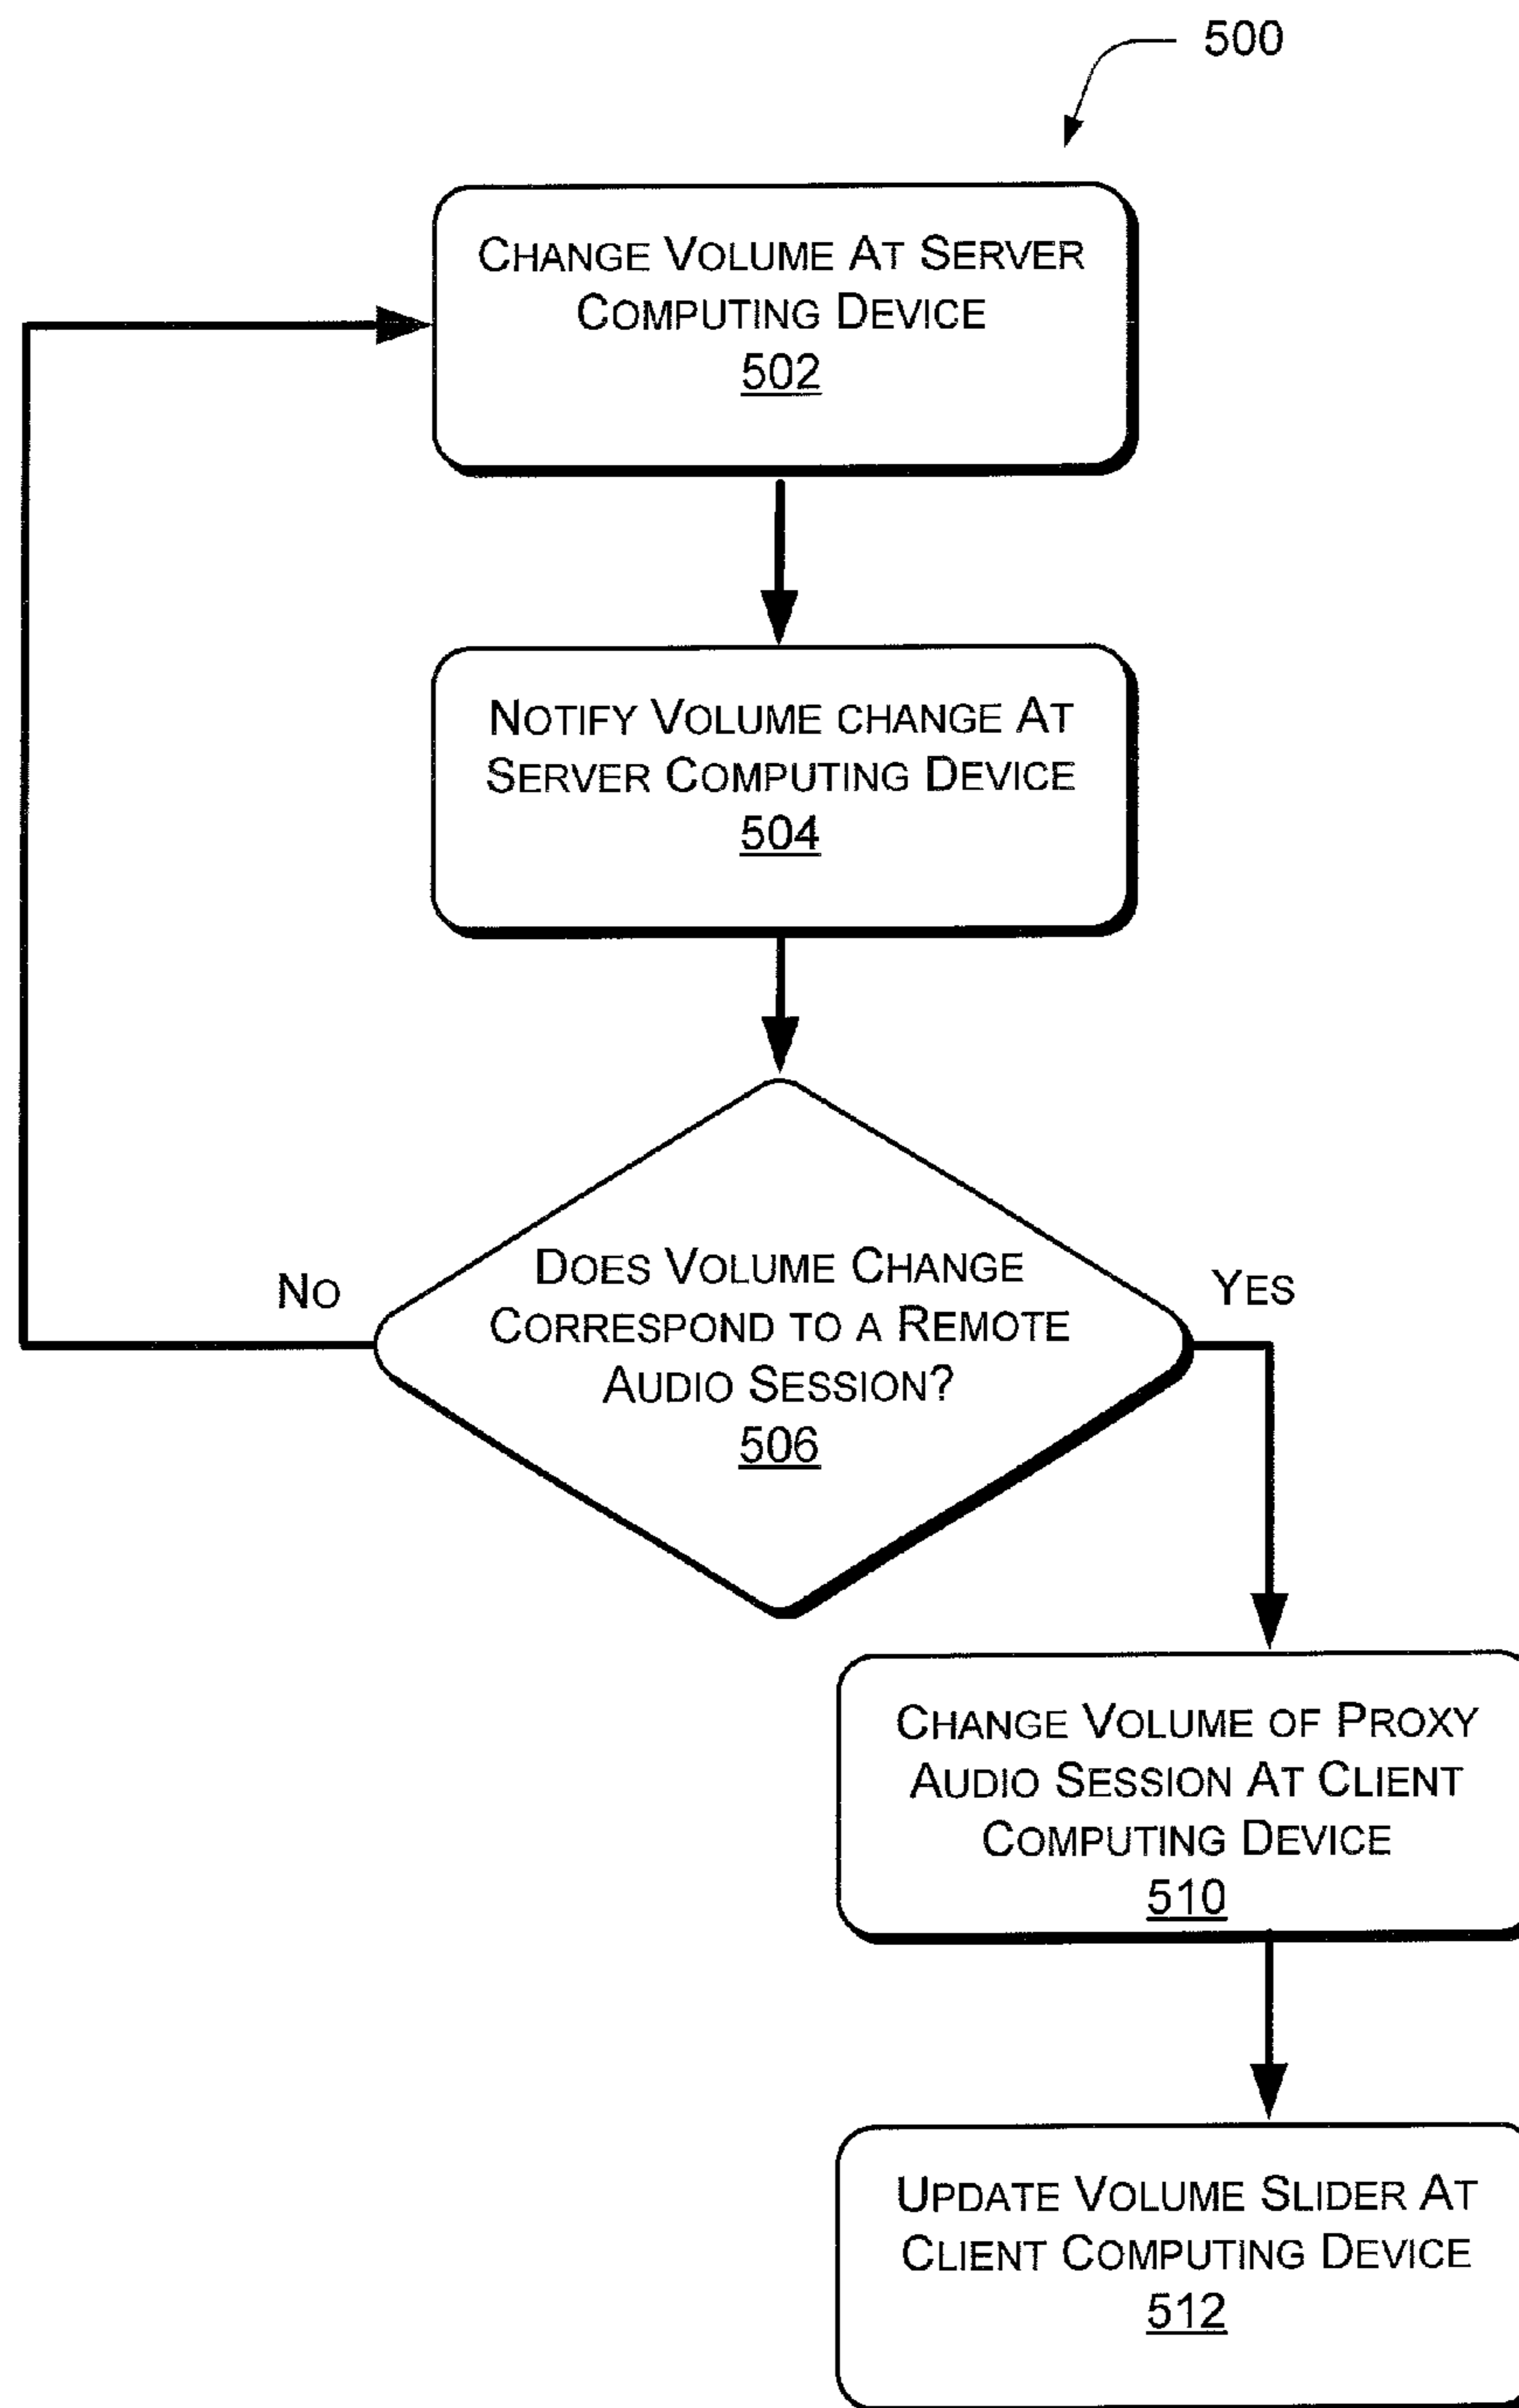 500
CHANGE VOLUME AT SERVER
COMPUTING DEVICE
502
NOTIFY VOLUME CHANGE AT
SERVER COMPUTING DEVICE
504
DOES VOLUME CHANGE
CORRESPOND TO A REMOTE
AUDIO SESSION?
506
NO
YES
CHANGE VOLUME OF PROXY
AUDIO SESSION AT CLIENT
COMPUTING DEVICE
510
UPDATE VOLUME SLIDER AT
CLIENT COMPUTING DEVICE
512